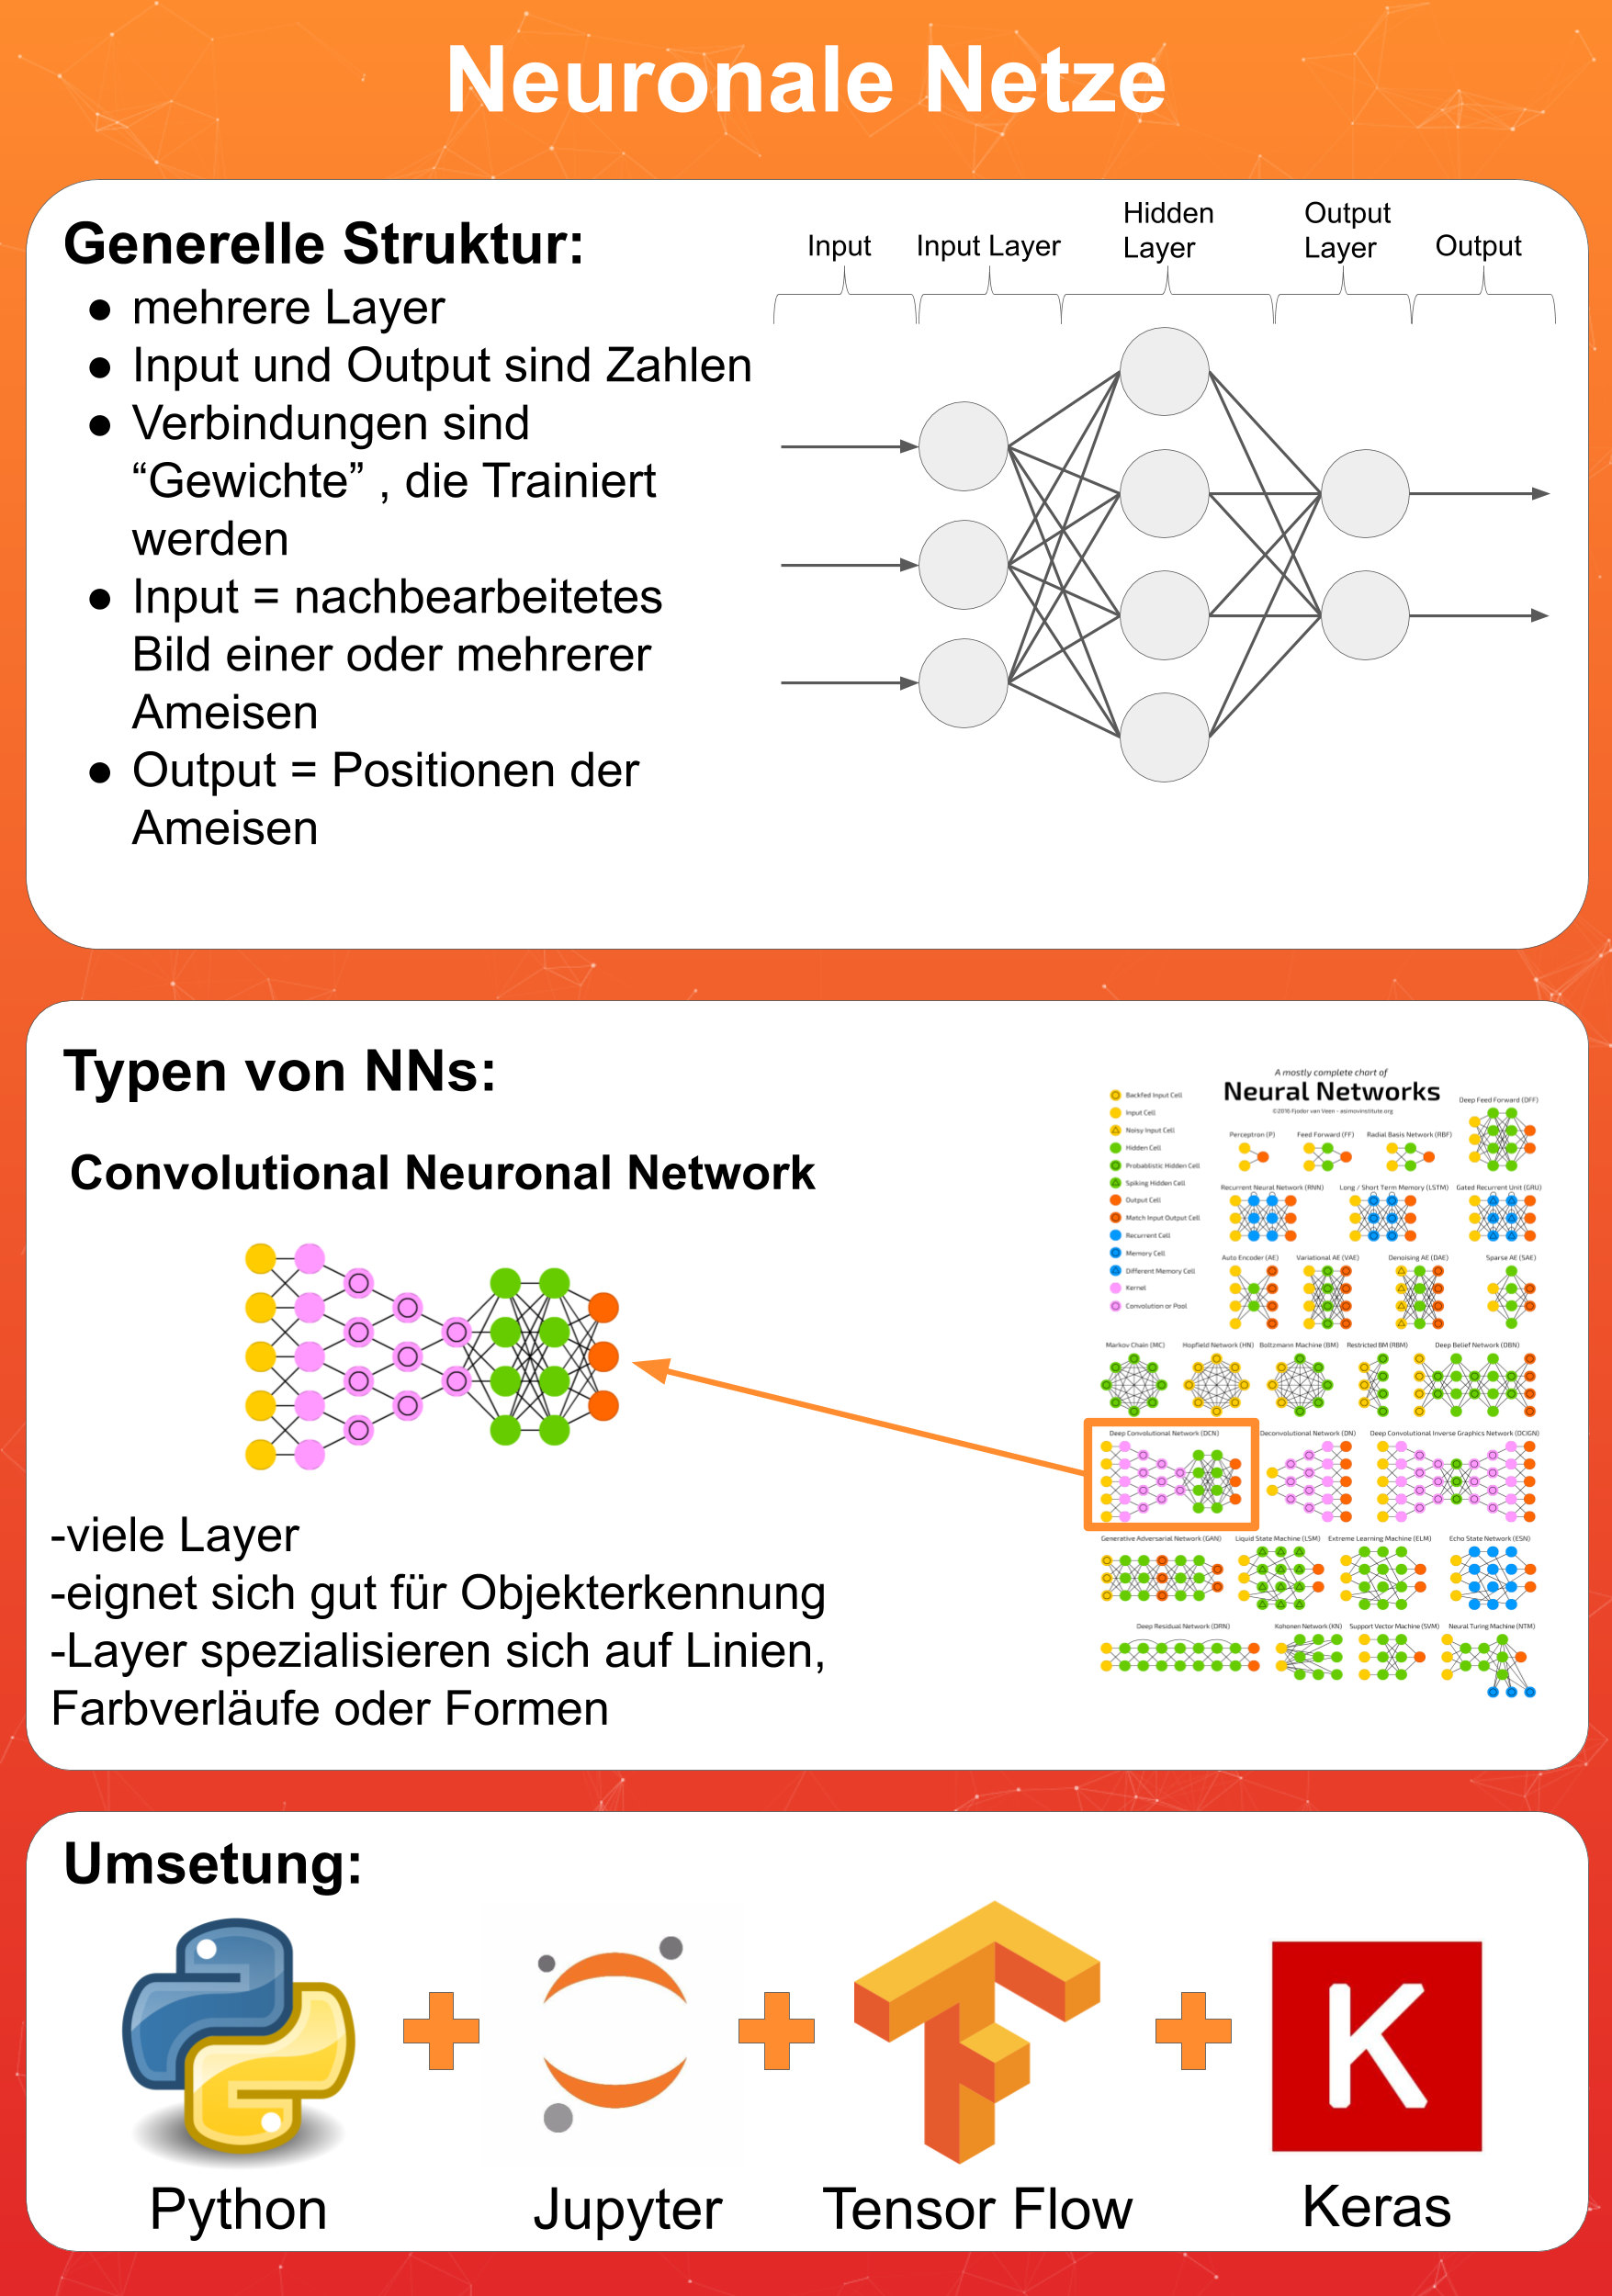 Neuronale Netze
Generelle Struktur:
● mehrere Layer
● Input und Output sind Zahlen
● Verbindungen sind
“Gewichte” , die Trainiert
werden
● Input = nachbearbeitetes
Bild einer oder mehrerer
Ameisen
● Output = Positionen der
Ameisen
Input
Input Layer
Hidden
Layer
Output
Layer
Output
Typen von NNs:
Convolutional Neuronal Network
-viele Layer
-eignet sich gut für Objekterkennung
-Layer spezialisieren sich auf Linien,
Farbverläufe oder Formen
A mostly complete chart of
Neural Networks
©2016 Fjodor van Veen - asimovinstitute.org
Backfed Input Cell
Input Cell
Noisy Input Cell
Hidden Cell
Probablistic Hidden Cell
Spiking Hidden Cell
Output Cell
Match Input Output Cell
Recurrent Cell
Memory Cell
Different Memory Cell
Kernel
Convolution or Pool
Deep Feed Forward (DFF)
Perceptron (P)
Feed Forward (FF)
Radial Basis Network (RBF)
Recurrent Neural Network (RNN)
Long / Short Term Memory (LSTM)
Gated Recurrent Unit (GRU)
Auto Encoder (AE)
Variational AE (VAE)
Denoising AE (DAE)
Sparse AE (SAE)
Markov Chain (MC)
Hopfield Network (HN)
Boltzmann Machine (BM)
Restricted BM (RBM)
Deep Belief Network (DBN)
Deep Convolutional Network (DCN)
Deconvolutional Network (DN)
Deep Convolutional Inverse Graphics Network (DCIGN)
Generative Adversarial Network (GAN)
Liquid State Machine (LSM)
Extreme Learning Machine (ELM)
Echo State Network (ESN)
Deep Residual Network (DRN)
Kohonen Network (KN)
Support Vector Machine (SVM)
Neural Turing Machine (NTM)
Umsetung:
K
Python
Jupyter
Tensor Flow
Keras